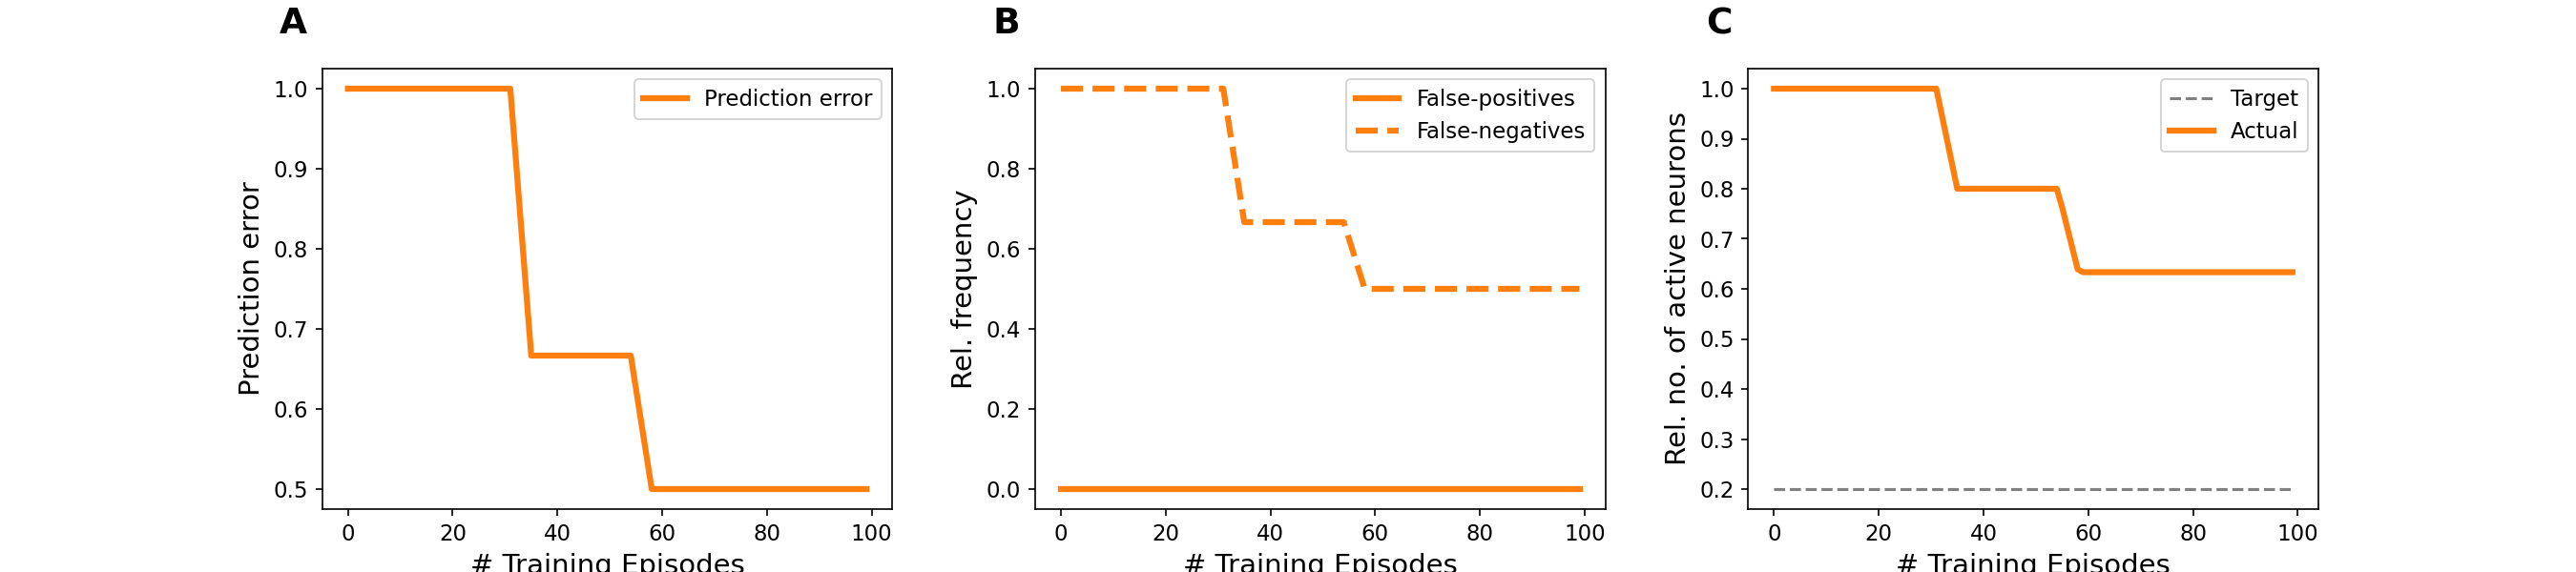 A
Prediction error
1.0
0.9
0.8
0.7
0.6
0.5
Prediction error
0
20
40
60
80
100
# Training Episodes
B
Rel. frequency
1.0
0.8
0.6
0.4
0.2
0.0
False-positives
False-negatives
0
20
40
60
80
100
# Training Episodes
C
Rel. no. of active neurons
1.0
0.9
0.8
0.7
0.6
0.5
0.4
0.3
0.2
Target
Actual
0
20
40
60
80
100
# Training Episodes